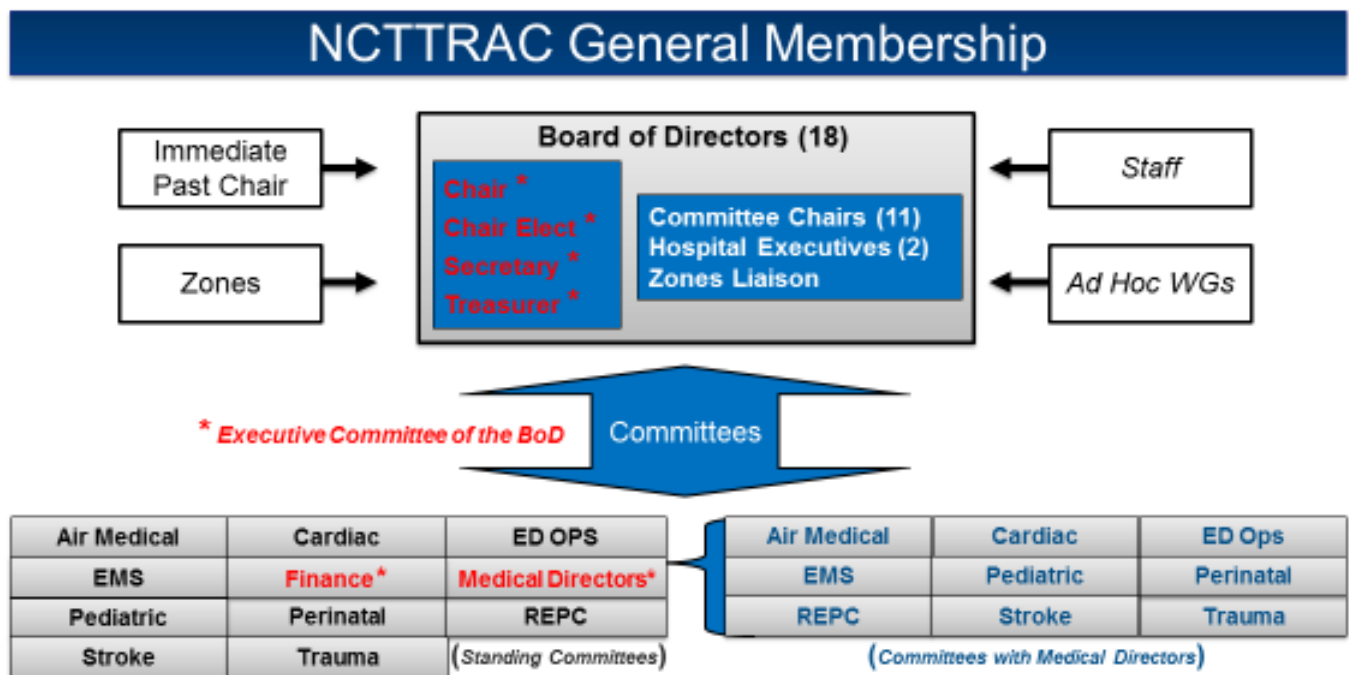 NCTTRAC General Membership
Immediate
Past Chair
Zones
Board of Directors (18)
Chair *
Chair Elect *
Secretary *
Treasurer *
Committee Chairs (11)
Hospital Executives (2)
Zones Liaison
Staff
Ad Hoc WGs
* Executive Committee of the BoD
Committees
Air Medical Cardiac ED OPS
EMS Finance* Medical Directors*
Pediatric Perinatal REPC
Stroke Trauma (Standing Committees)
Air Medical Cardiac ED Ops
EMS Pediatric Perinatal
REPC Stroke Trauma
(Committees with Medical Directors)